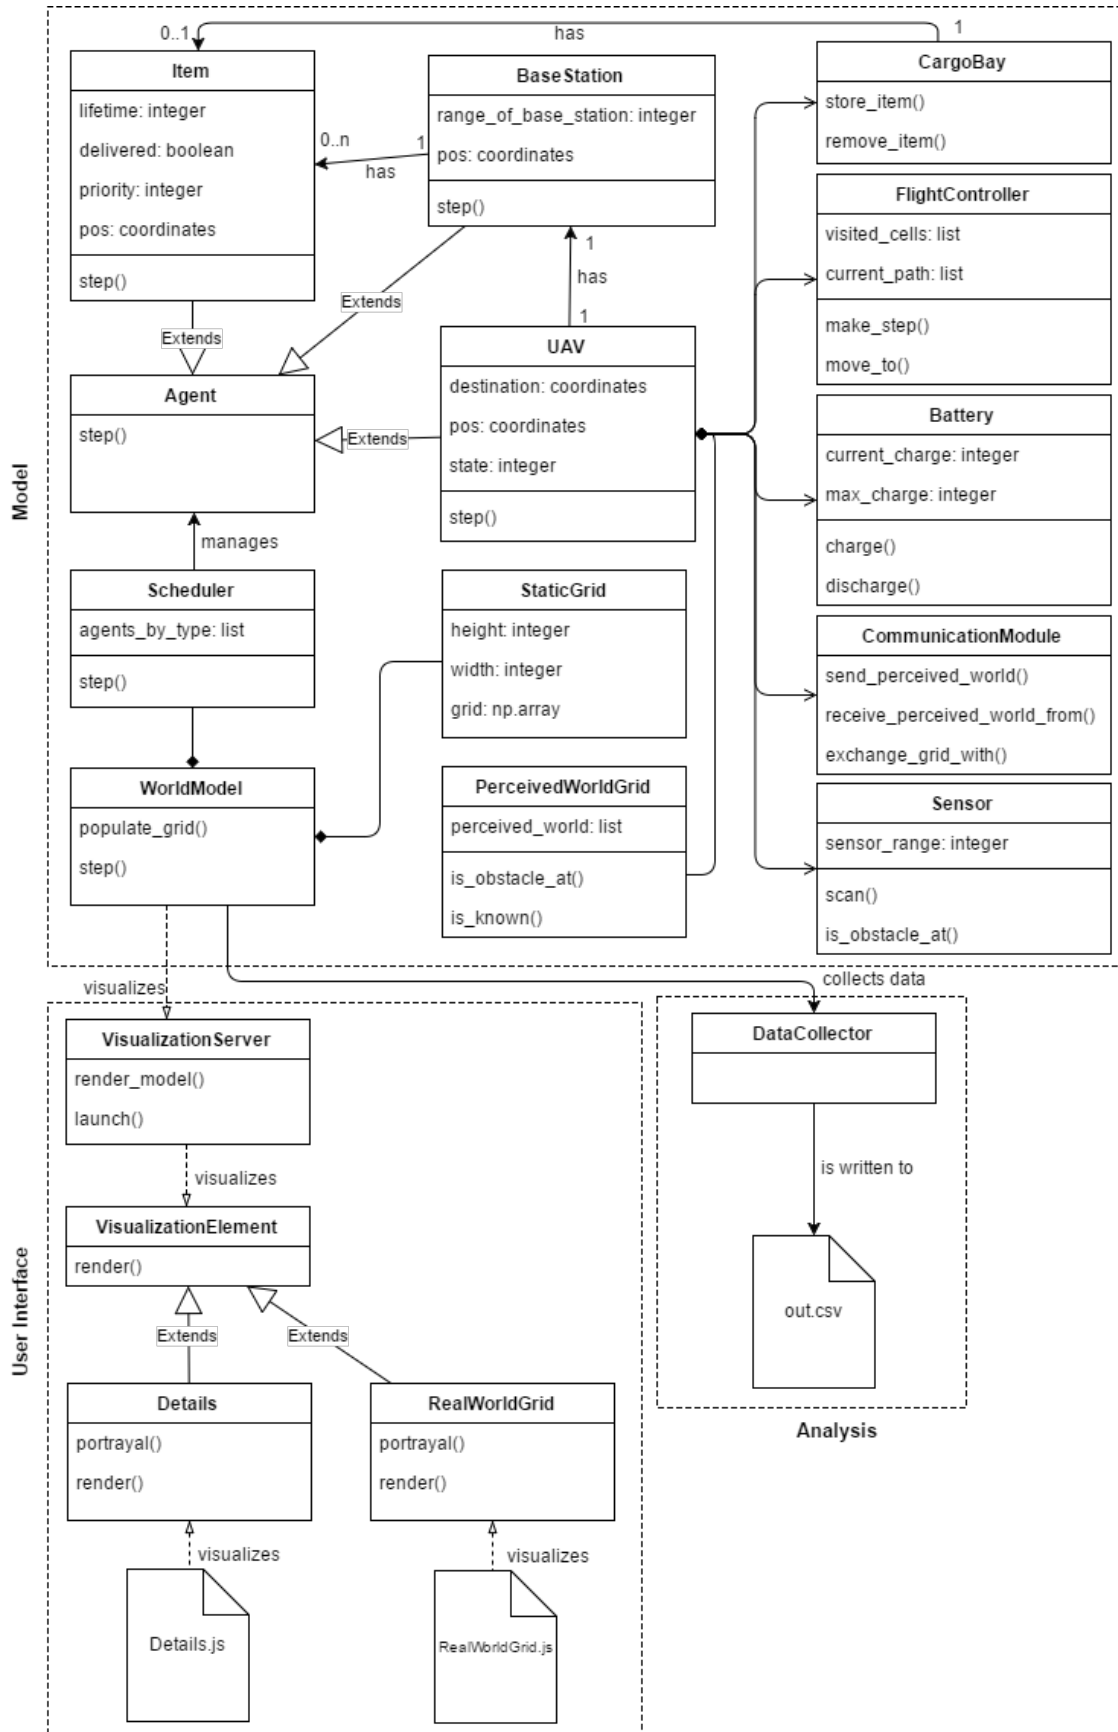 0..1
has
1
Item
lifetime: integer
delivered: boolean
priority: integer
pos: coordinates
step()
BaseStation
range_of_base_station: integer
pos: coordinates
step()
0..n
1
has
CargoBay
store_item()
remove_item()
FlightController
visited_cells: list
current_path: list
make_step()
move_to()
1
has
1
Extends
Extends
UAV
destination: coordinates
pos: coordinates
state: integer
step()
Agent
step()
Extends
Battery
current_charge: integer
max_charge: integer
charge()
discharge()
Model
manages
Scheduler
agents_by_type: list
step()
StaticGrid
height: integer
width: integer
grid: np.array
CommunicationModule
send_perceived_world()
receive_perceived_world_from()
exchange_grid_with()
WorldModel
populate_grid()
step()
PerceivedWorldGrid
perceived_world: list
is_obstacle_at()
is_known()
Sensor
sensor_range: integer
scan()
is_obstacle_at()
visualizes
collects data
VisualizationServer
render_model()
launch()
DataCollector
visualizes
is written to
VisualizationElement
render()
out.csv
User Interface
Extends
Extends
Details
portrayal()
render()
RealWorldGrid
portrayal()
render()
Analysis
visualizes
visualizes
Details.js
RealWorldGrid.js